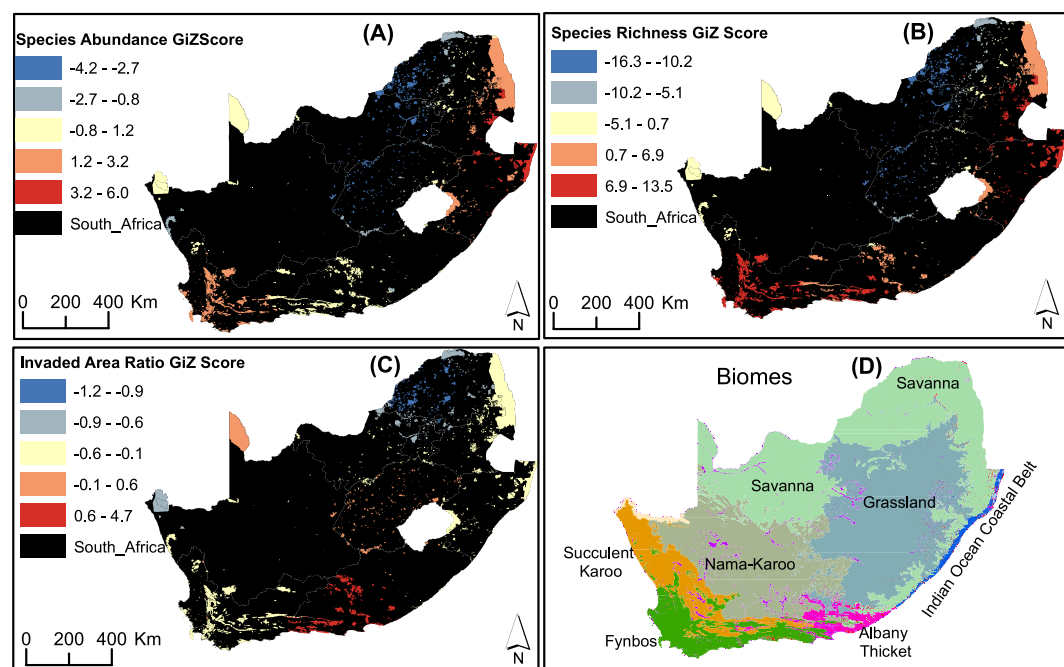 Species Abundance GiZScore
(A)
-4.2 - -2.7
-2.7 - -0.8
-0.8 - 1.2
1.2 - 3.2
3.2 - 6.0
South_Africa
0 200 400 Km
N
Species Richness GiZ Score
(B)
-16.3 - -10.2
-10.2 - -5.1
-5.1 - 0.7
0.7 - 6.9
6.9 - 13.5
South_Africa
0 200 400 Km
N
Invaded Area Ratio GiZ Score
(C)
-1.2 - -0.9
-0.9 - -0.6
-0.6 - -0.1
-0.1 - 0.6
0.6 - 4.7
South_Africa
0 200 400 Km
N
Biomes
(D)
Savanna
Savanna
Grassland
Indian Ocean Coastal Belt
Succulent
Karoo
Nama-Karoo
Fynbos
Albany
Thicket